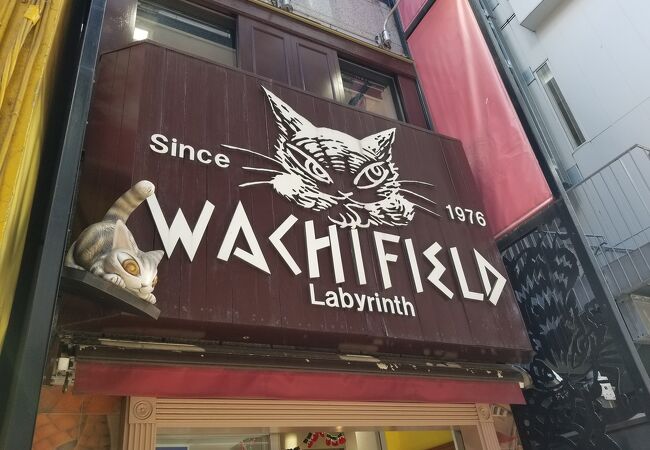 Since
1976
WACHIFIELD
Labyrinth